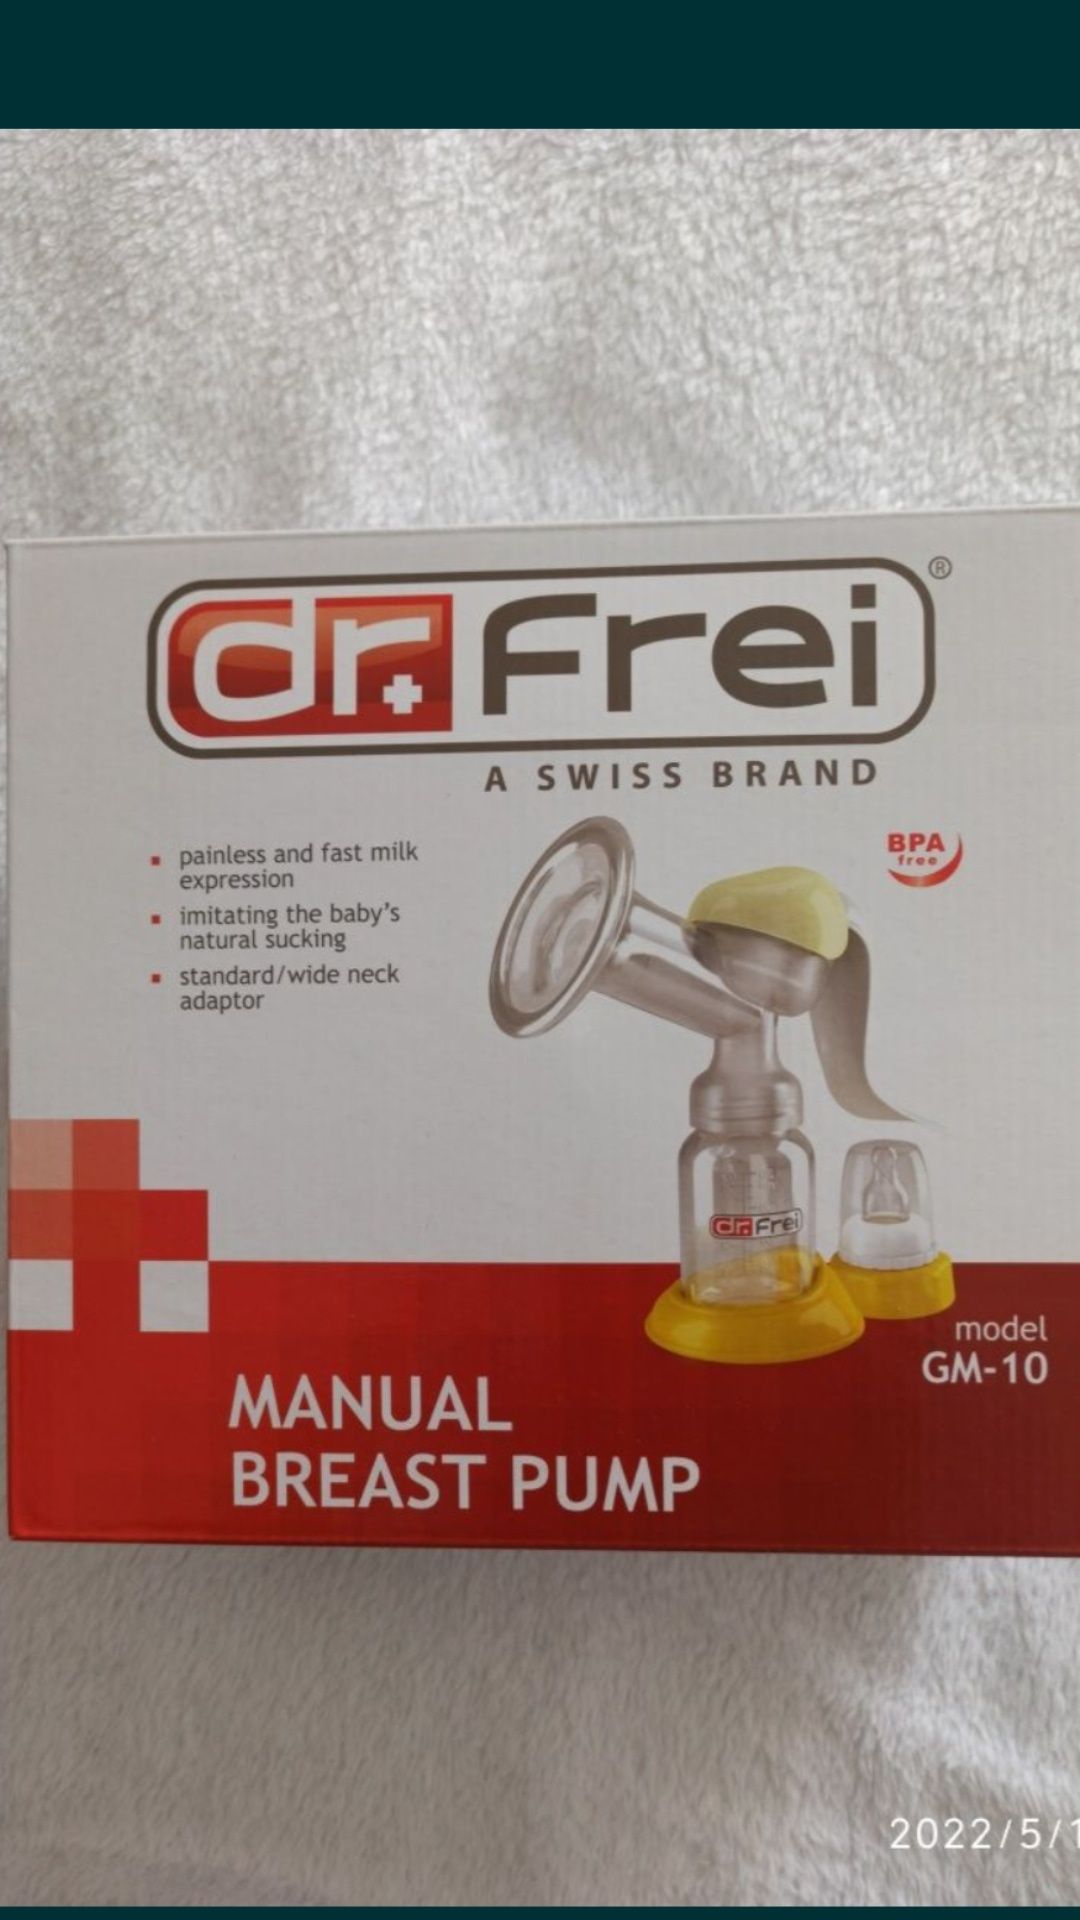 dr.Frei®
A SWISS BRAND
painless and fast milk
expression
imitating the baby's
natural sucking
standard/wide neck
adaptor
BPA
free
dr.Frei
model
GM-10
MANUAL
BREAST PUMP
2022/5/1